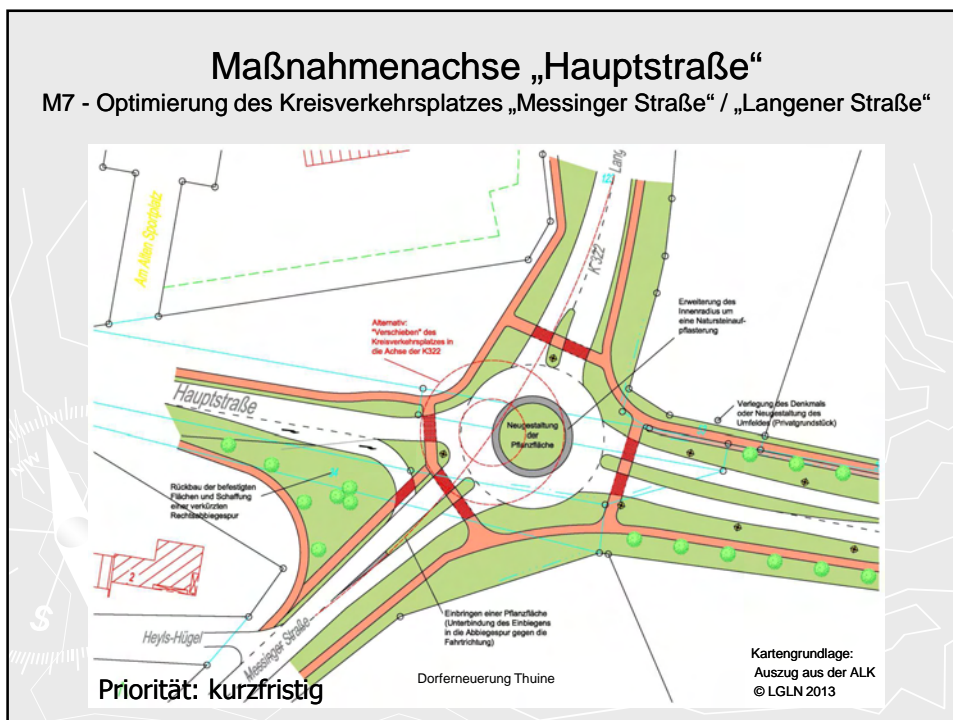 Maßnahmenachse „Hauptstraße“
M7 - Optimierung des Kreisverkehrsplatzes „Messinger Straße“ / „Langener Straße“
Am Alten Sportplatz
Lang
K 322
Erweiterung des
Innenradius um
eine Natursteinauf-
pflasterung
Alternativ:
"Verschieben" des
Kreisverkehrsplatzes in
die Achse der K322
Hauptstraße
Verlegung des Denkmals
oder Neugestaltung des
Umfeldes (Privatgrundstück)
Neugestaltung
der
Pflanzfläche
NW
Rückbau der befestigten
Flächen und Schaffung
einer verkürzten
Rechtsabbiegespur
2
S
Einbringen einer Pflanzfläche
(Unterbindung des Einbiegens
in die Abbiegespur gegen die
Fahrtrichtung)
Heyls-Hügel
Messinger Straße
Kartengrundlage:
Auszug aus der ALK
© LGLN 2013
Priorität: kurzfristig
Dorferneuerung Thuine